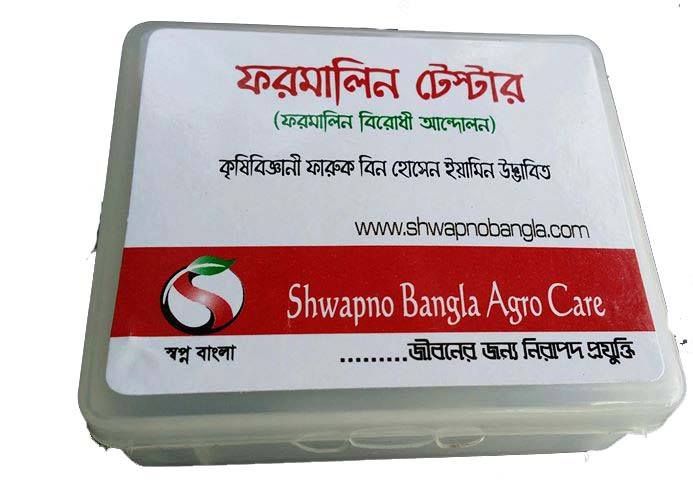 ফরমালিন টেস্টার
(ফরমালিন বিরোধী আন্দোলন)
কৃষিবিজ্ঞানী ফারুক বিন হোসেন ইয়ামিন উদ্ভাবিত
www.shwapnobangla.com
Shwapno Bangla Agro Care
স্বপ্ন বাংলা
.........জীবনের জন্য নিরাপদ প্রযুক্তি